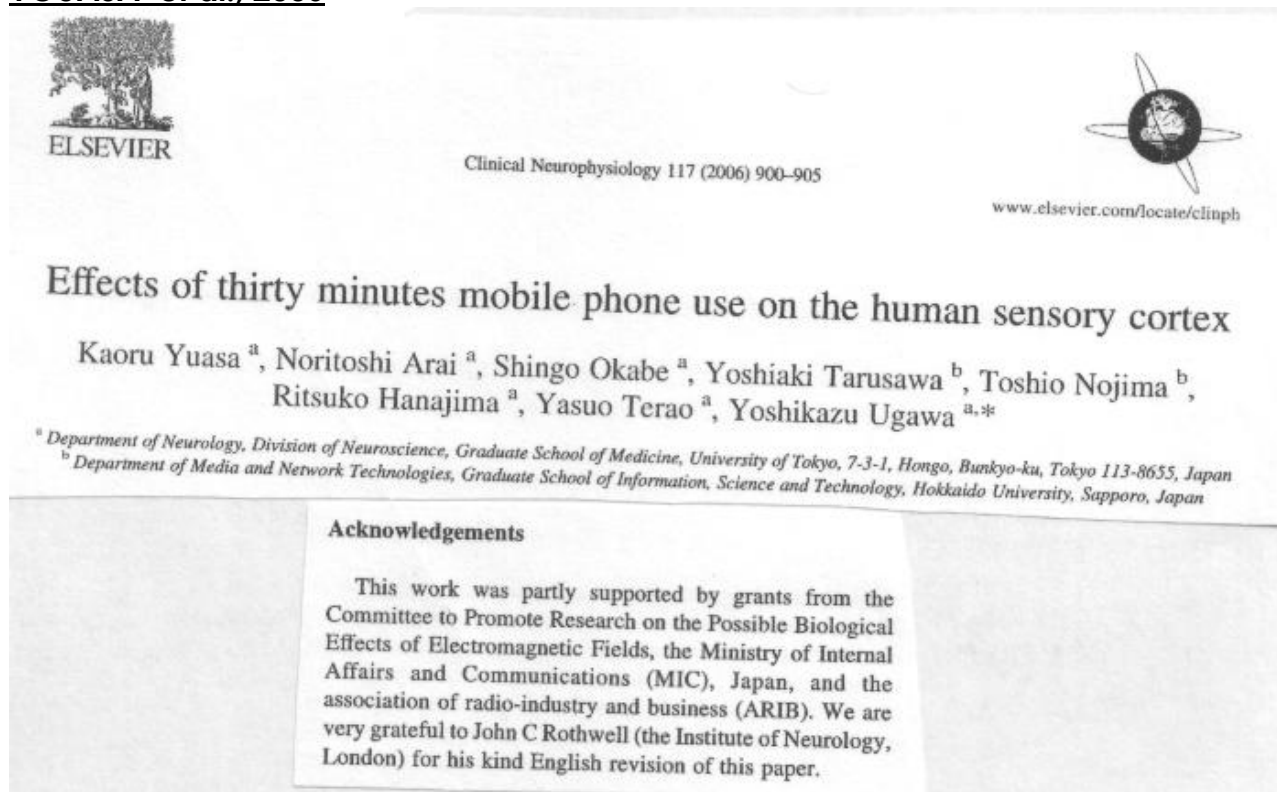 ELSEVIER
Clinical Neurophysiology 117 (2006) 900–905
www.elsevier.com/locate/clinph
Effects of thirty minutes mobile phone use on the human sensory cortex
Kaoru Yuasa a, Noritoshi Arai a, Shingo Okabe a, Yoshiaki Tarusawa b, Toshio Nojima b,
Ritsuko Hanajima a, Yasuo Terao a, Yoshikazu Ugawa a,*
a Department of Neurology, Division of Neuroscience, Graduate School of Medicine, University of Tokyo, 7-3-1, Hongo, Bunkyo-ku, Tokyo 113-8655, Japan
b Department of Media and Network Technologies, Graduate School of Information, Science and Technology, Hokkaido University, Sapporo, Japan
Acknowledgements
This work was partly supported by grants from the
Committee to Promote Research on the Possible Biological
Effects of Electromagnetic Fields, the Ministry of Internal
Affairs and Communications (MIC), Japan, and the
association of radio-industry and business (ARIB). We are
very grateful to John C Rothwell (the Institute of Neurology,
London) for his kind English revision of this paper.